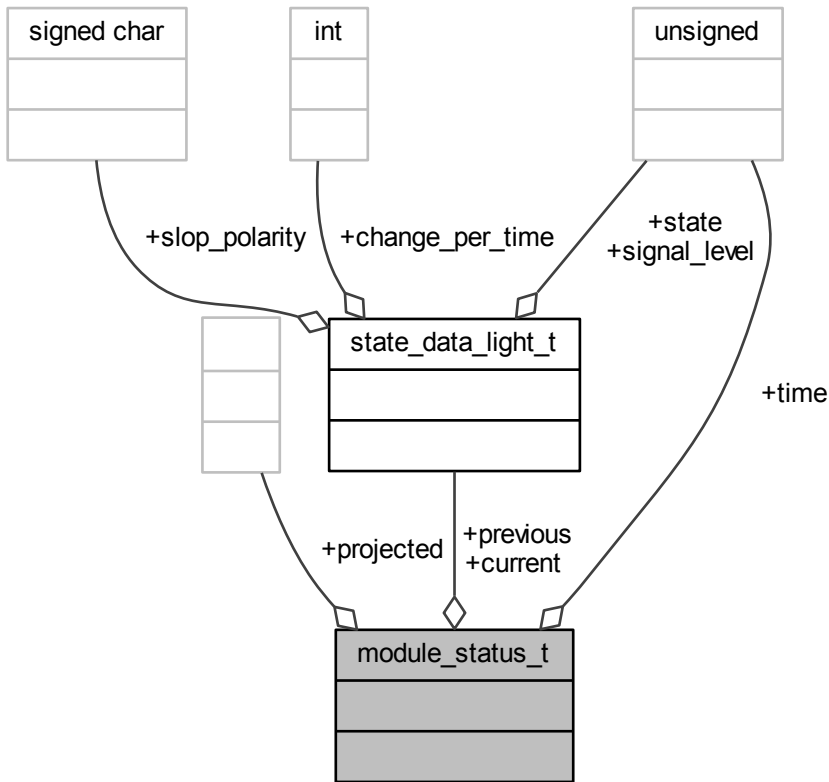 signed char
int
unsigned
+slop_polarity
+change_per_time
+state
+signal_level
state_data_light_t
+time
+projected
+previous
+current
module_status_t